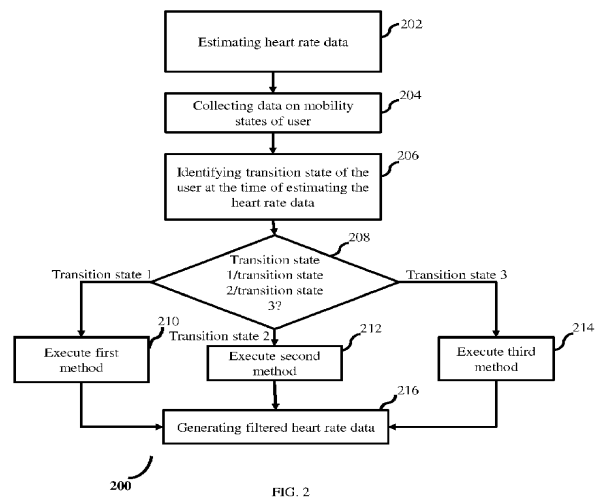 202
Estimating heart rate data
204
Collecting data on mobility
states of user
206
Identifying transition state of the
user at the time of estimating the
heart rate data
208
Transition state
1/transition state
2/transition state
3?
Transition state 1
Transition state 3
210
Transition state 2
212
214
Execute first
method
Execute second
method
Execute third
method
216
Generating filtered heart rate data
200
FIG. 2